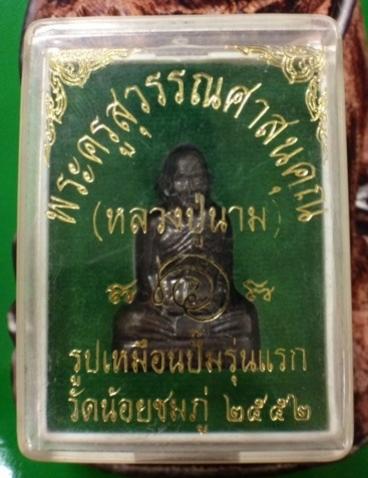 พระครูสุวรรณศาสนคุณ
(หลวงปู่นาม)
รูปเหมือนปั๊มรุ่นแรก
วัดน้อยชมภู่ ๒๕๕๒